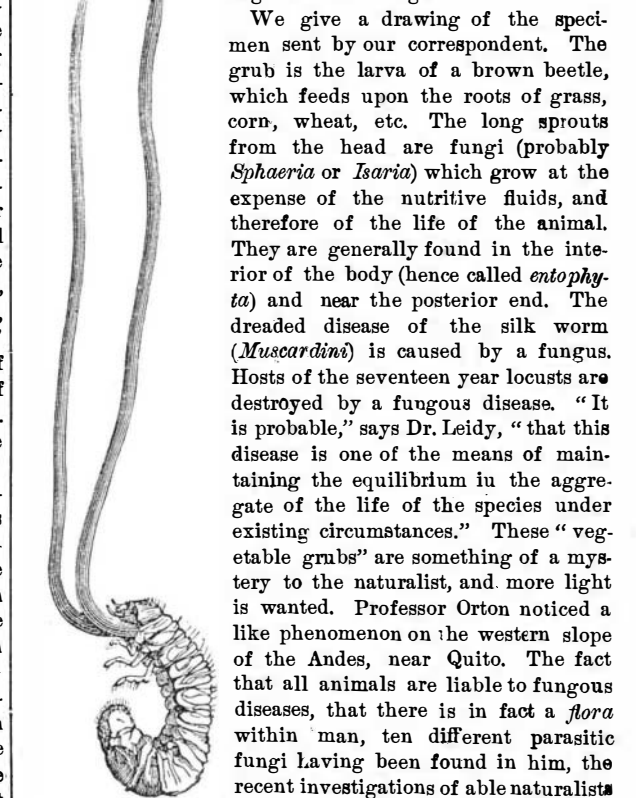 We give a drawing of the speci-
men sent by our correspondent. The
grub is the larva of a brown beetle,
which feeds upon the roots of grass,
corn, wheat, etc. The long sprouts
from the head are fungi (probably
Sphaeria or Isaria) which grow at the
expense of the nutritive fluids, and
therefore of the life of the animal.
They are generally found in the inte-
rior of the body (hence called entophy-
ta) and near the posterior end. The
dreaded disease of the silk worm
(Muscardini) is caused by a fungus.
Hosts of the seventeen year locusts are
destroyed by a fungous disease. "It
is probable," says Dr. Leidy, "that this
disease is one of the means of main-
taining the equilibrium iu the aggre-
gate of the life of the species under
existing circumstances." These "veg-
etable grubs" are something of a mys-
tery to the naturalist, and more light
is wanted. Professor Orton noticed a
like phenomenon on the western slope
of the Andes, near Quito. The fact
that all animals are liable to fungous
diseases, that there is in fact a flora
within man, ten different parasitic
fungi having been found in him, the
recent investigations of able naturalists